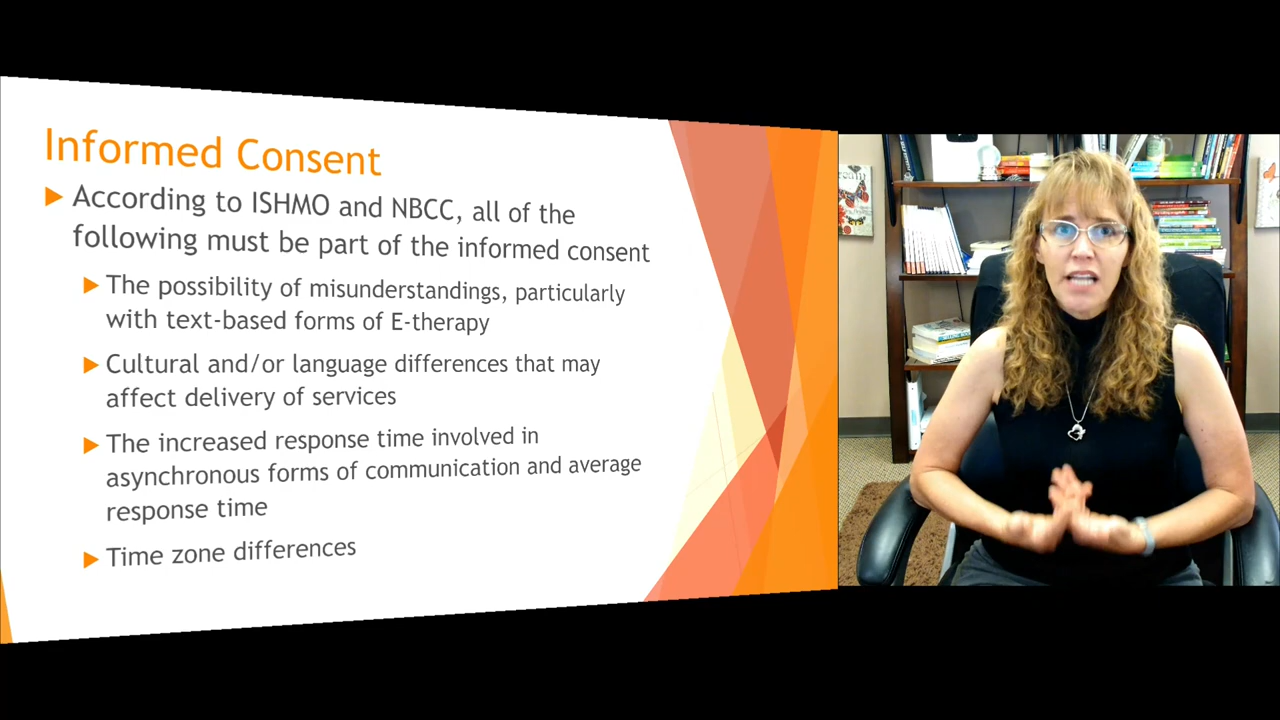 Informed Consent
According to ISHMO and NBCC, all of the
following must be part of the informed consent
The possibility of misunderstandings, particularly
with text-based forms of E-therapy
Cultural and/or language differences that may
affect delivery of services
The increased response time involved in
asynchronous forms of communication and average
response time
Time zone differences